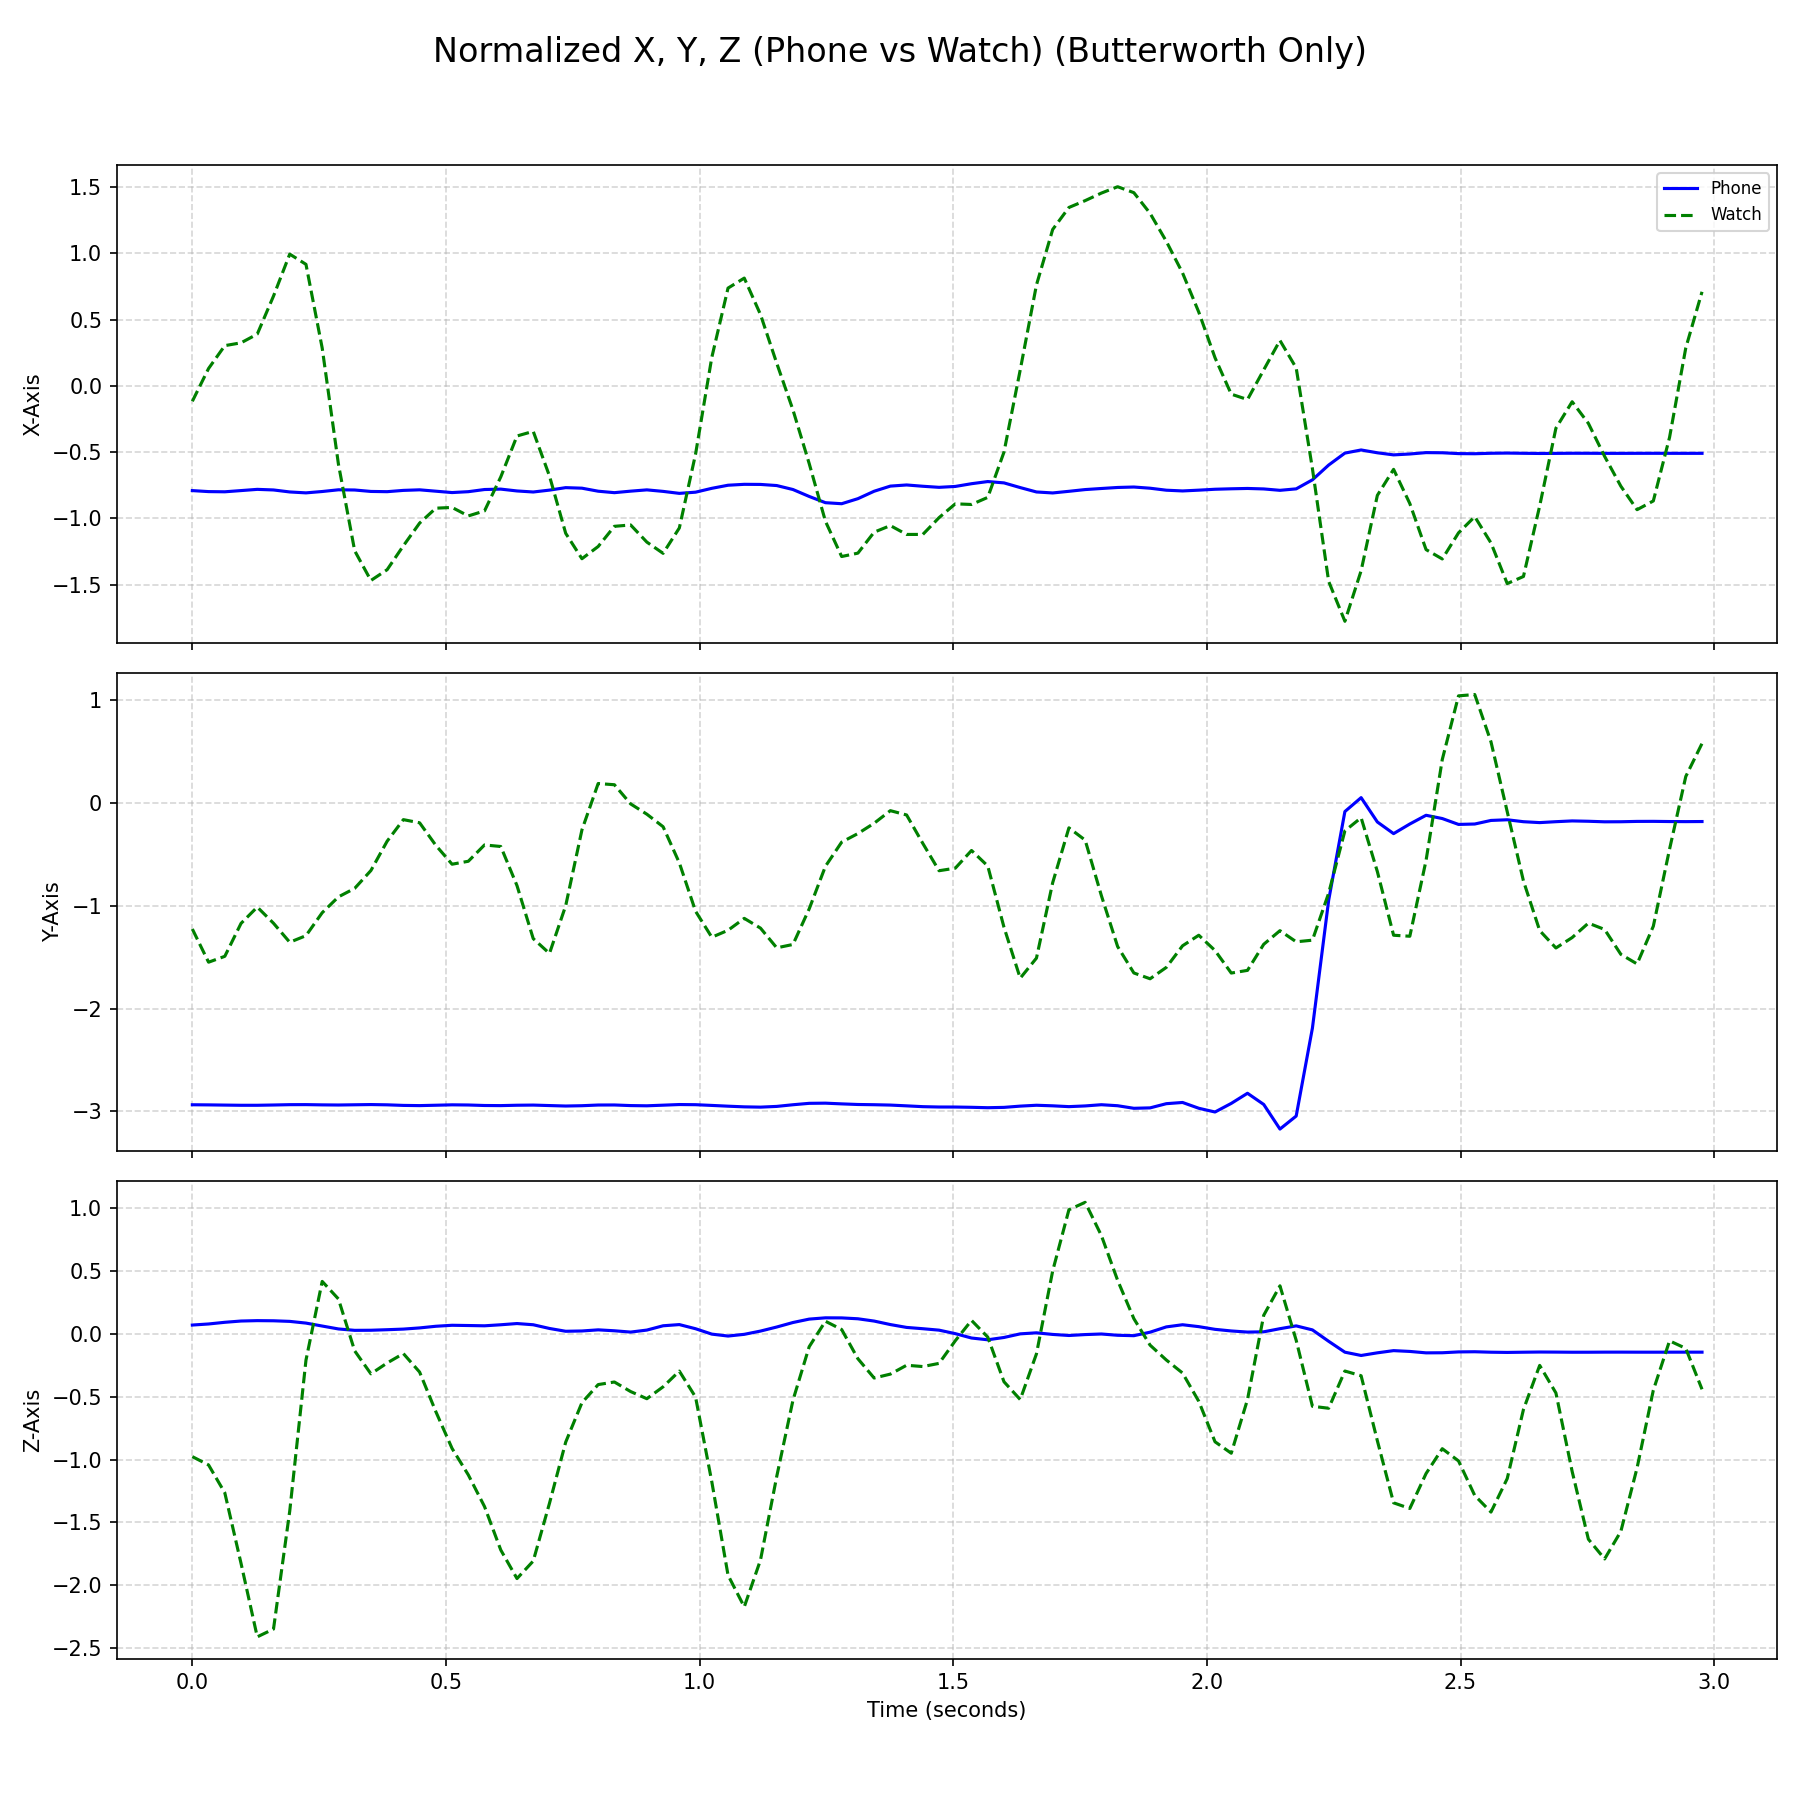 Normalized X, Y, Z (Phone vs Watch) (Butterworth Only)
Phone
Watch
X-Axis
1.5
1.0
0.5
0.0
−0.5
−1.0
−1.5
Y-Axis
1
0
−1
−2
−3
Z-Axis
1.0
0.5
0.0
−0.5
−1.0
−1.5
−2.0
−2.5
0.0 0.5 1.0 1.5 2.0 2.5 3.0
Time (seconds)